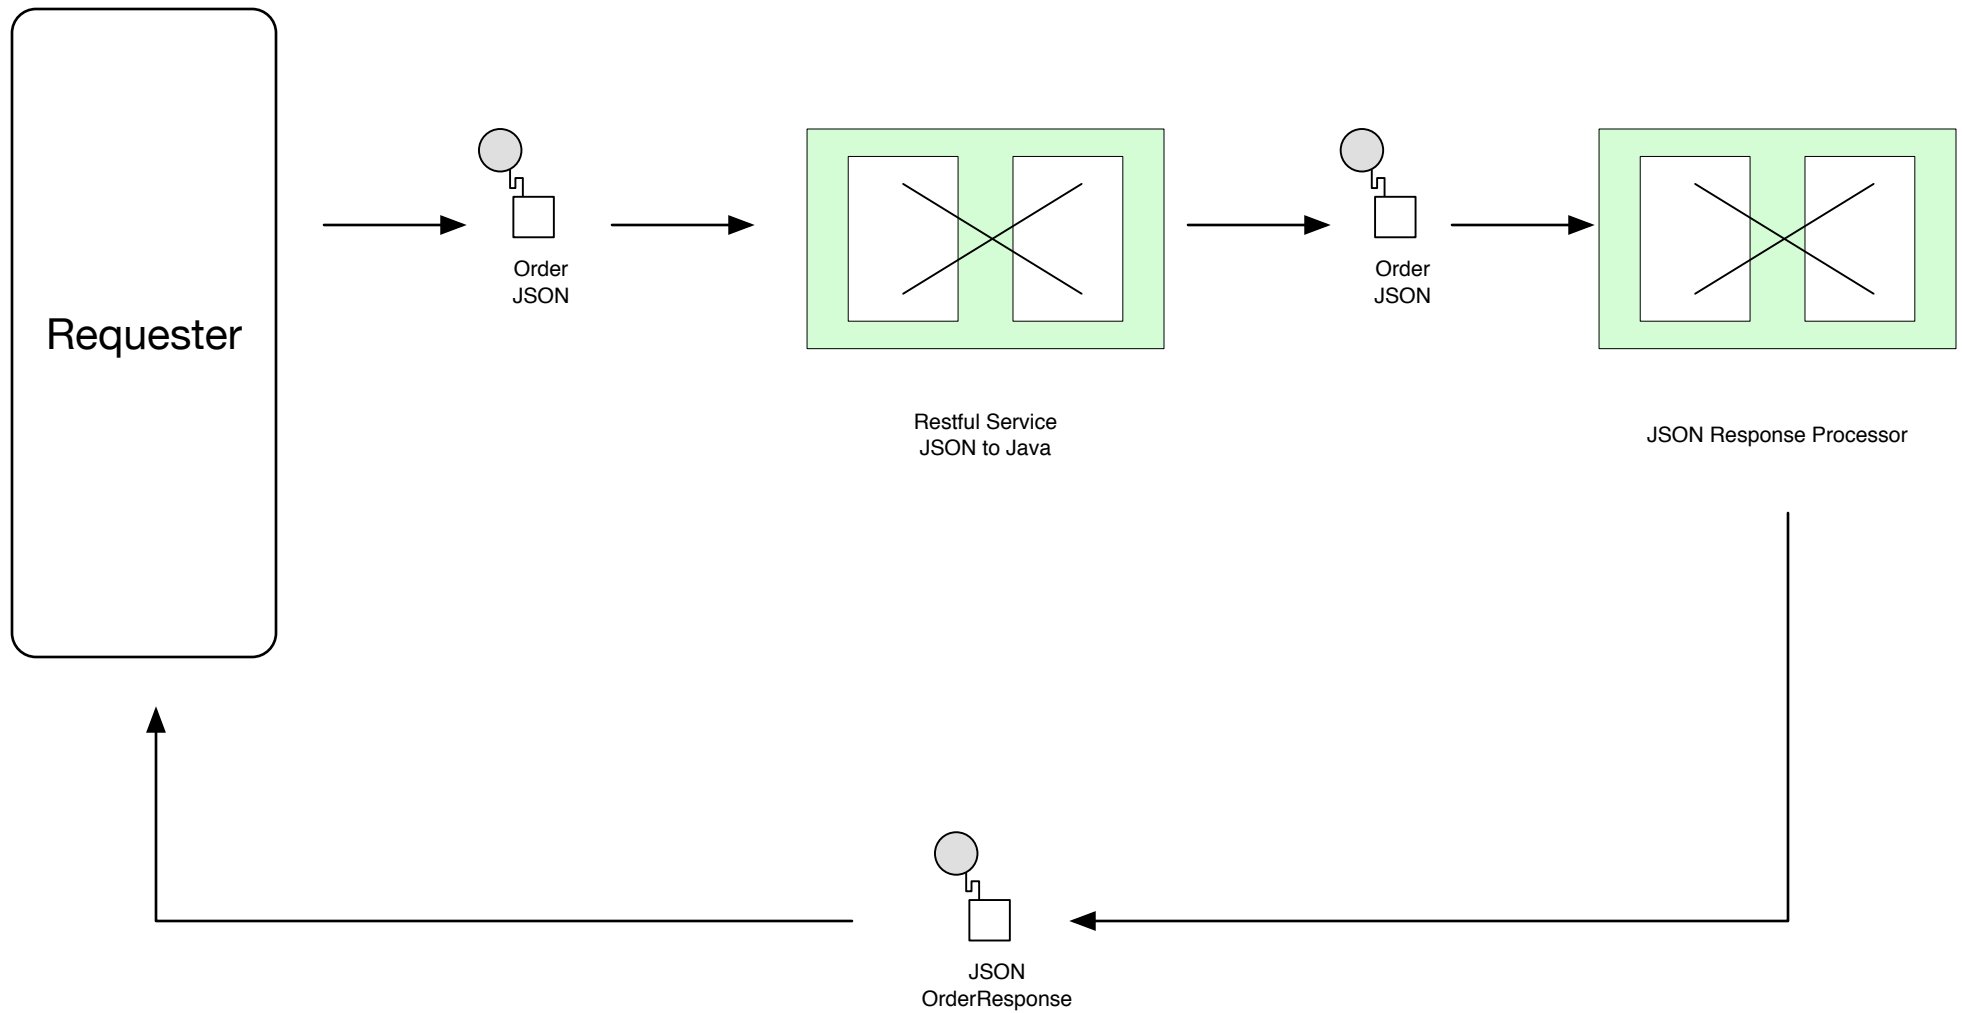 Requester
Order
JSON
Restful Service
JSON to Java
Order
JSON
JSON Response Processor
JSON
OrderResponse